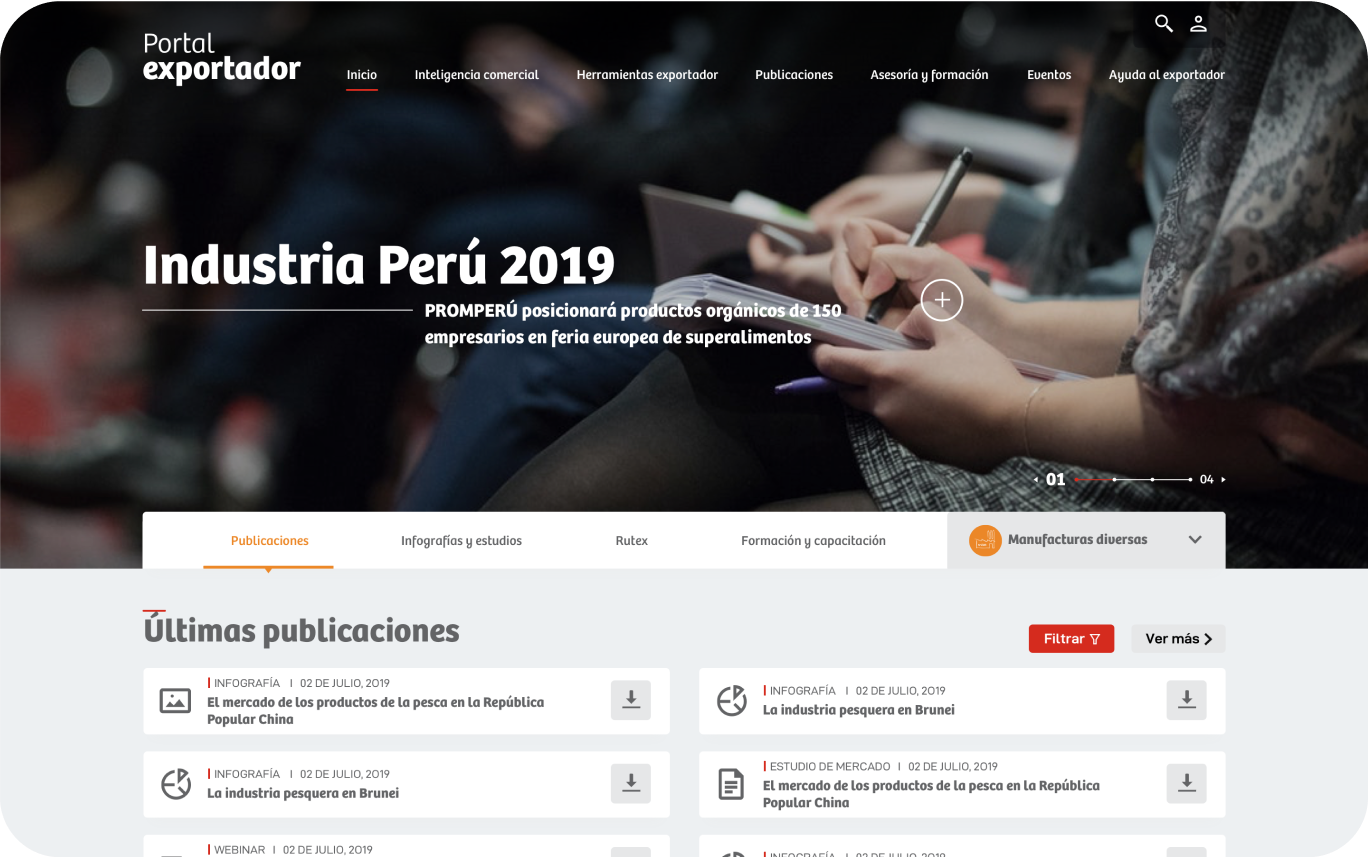 Portal
exportador
Inicio
Inteligencia comercial
Herramientas exportador
Publicaciones
Asesoría y formación
Eventos
Ayuda al exportador
Industria Perú 2019
PROMPERÚ posicionará productos orgánicos de 150
empresarios en feria europea de superalimentos
01
04
Publicaciones
Infografías y estudios
Rutex
Formación y capacitación
Manufacturas diversas
Últimas publicaciones
Filtrar
Ver más
INFOGRAFÍA I 02 DE JULIO, 2019
El mercado de los productos de la pesca en la República
Popular China
INFOGRAFÍA I 02 DE JULIO, 2019
La industria pesquera en Brunei
INFOGRAFÍA I 02 DE JULIO, 2019
La industria pesquera en Brunei
ESTUDIO DE MERCADO I 02 DE JULIO, 2019
El mercado de los productos de la pesca en la República
Popular China
WEBINAR I 02 DE JULIO, 2019
INFOGRAFÍA I 02 DE JULIO, 2019